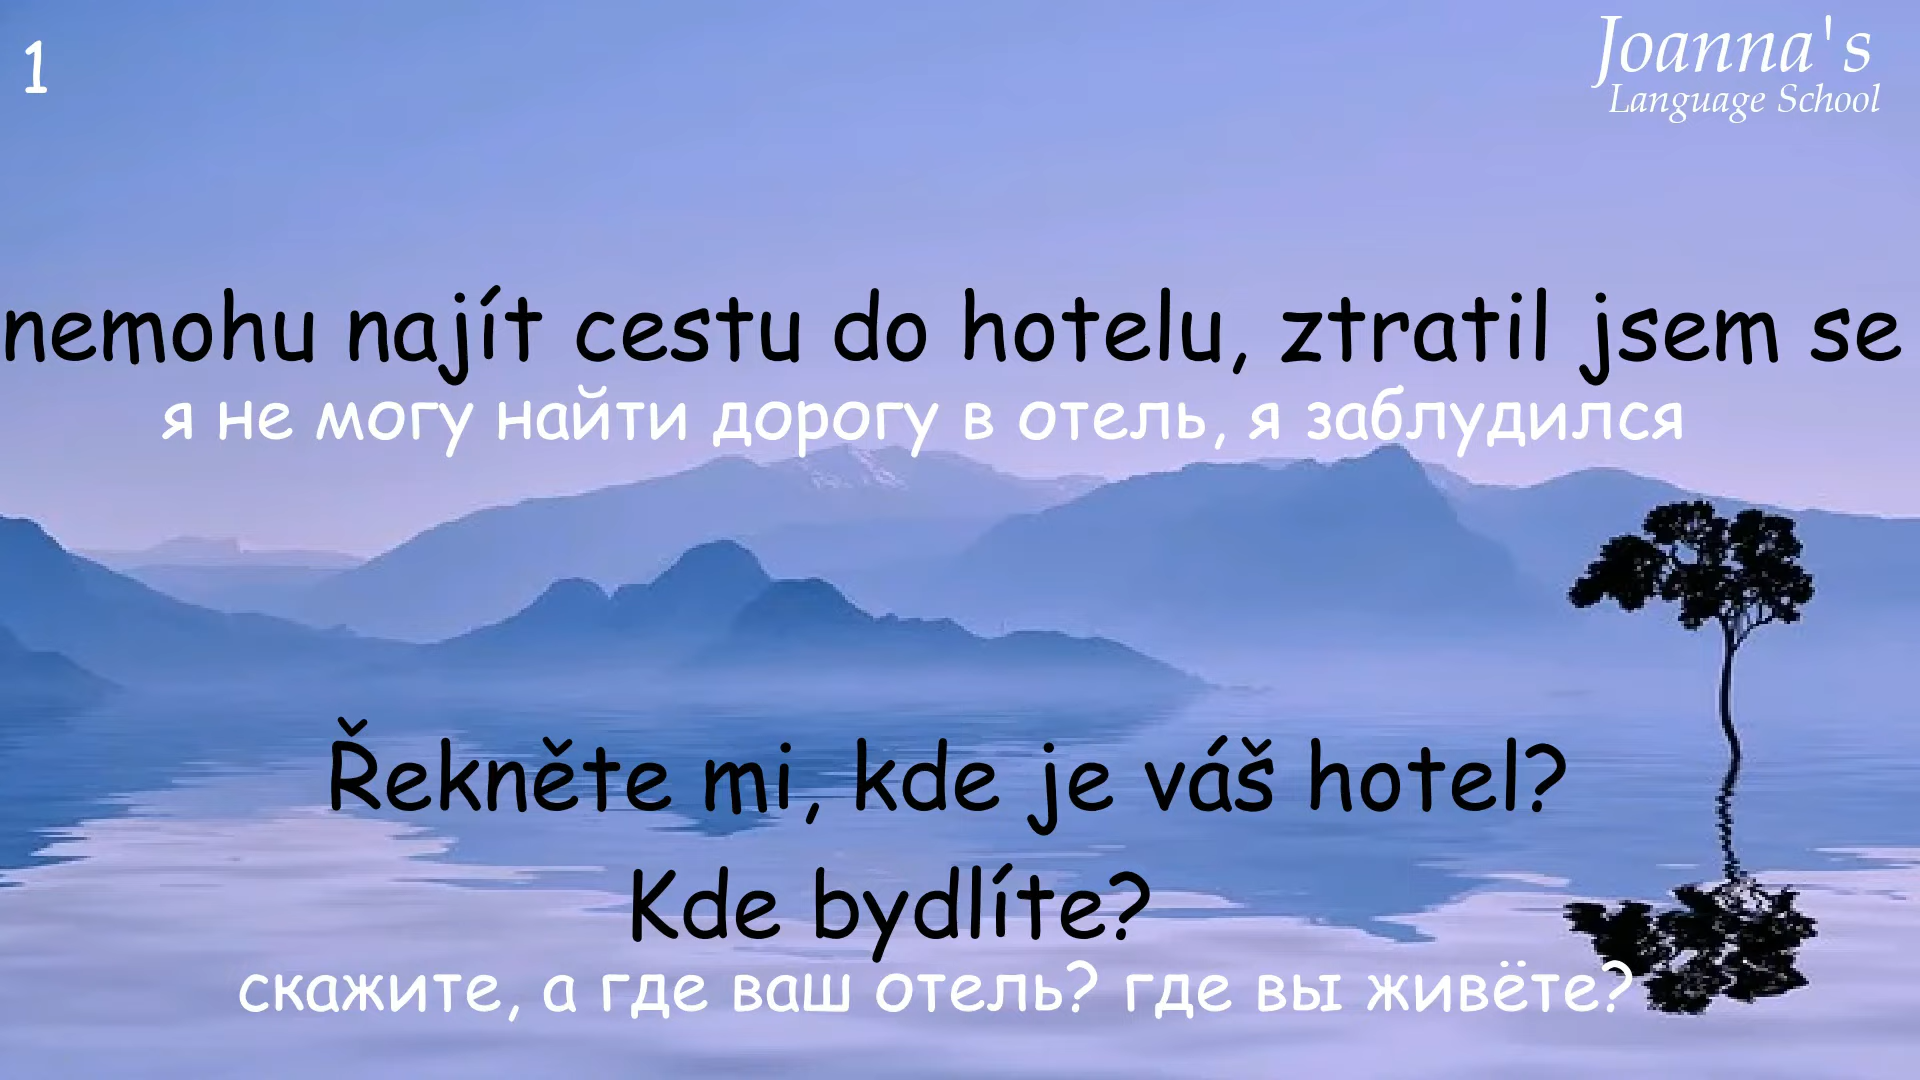 1
Joanna's
Language School
nemohu najít cestu do hotelu, ztratil jsem se
я не могу найти дорогу в отель, я заблудился
Řekněte mi, kde je váš hotel?
Kde bydlíte?
скажите, а где ваш отель? где вы живёте?